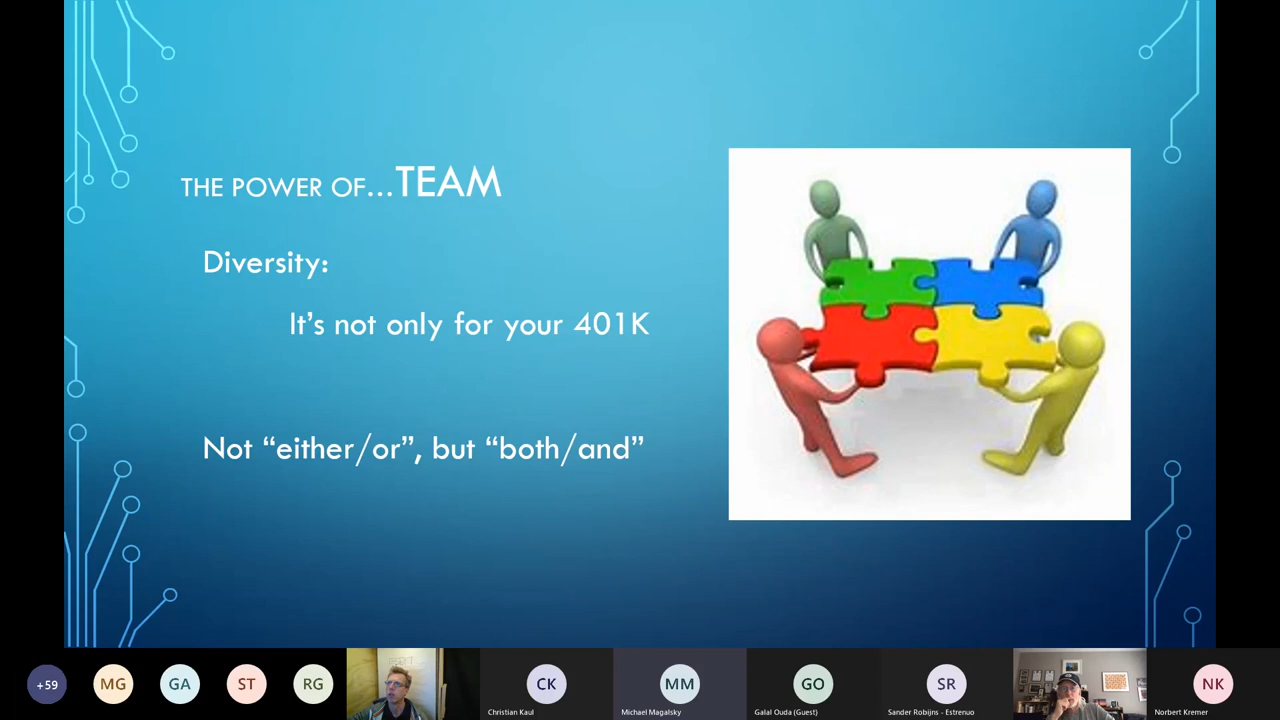 THE POWER OF...TEAM
Diversity:
It's not only for your 401K
Not “either/or”, but “both/and”
+59
MG
GA
ST
RG
CK
Christian Kaul
MM
Michael Magalsky
GO
Galal Ouda (Guest)
SR
Sander Robijns - Estrenuo
NK
Norbert Kremer